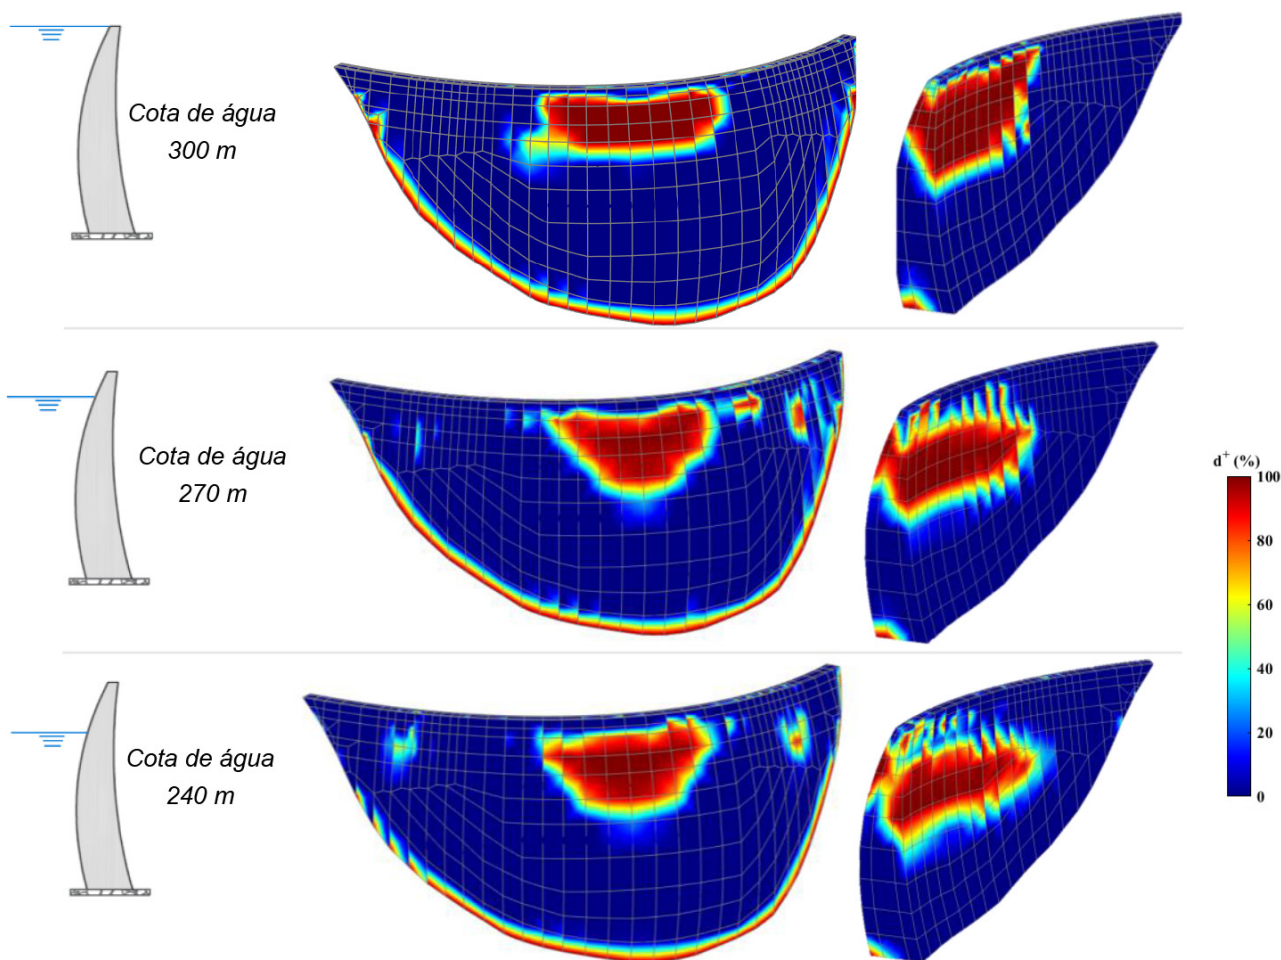 Cota de água
300 m
Cota de água
270 m
d⁺ (%)
100
80
60
40
20
0
Cota de água
240 m